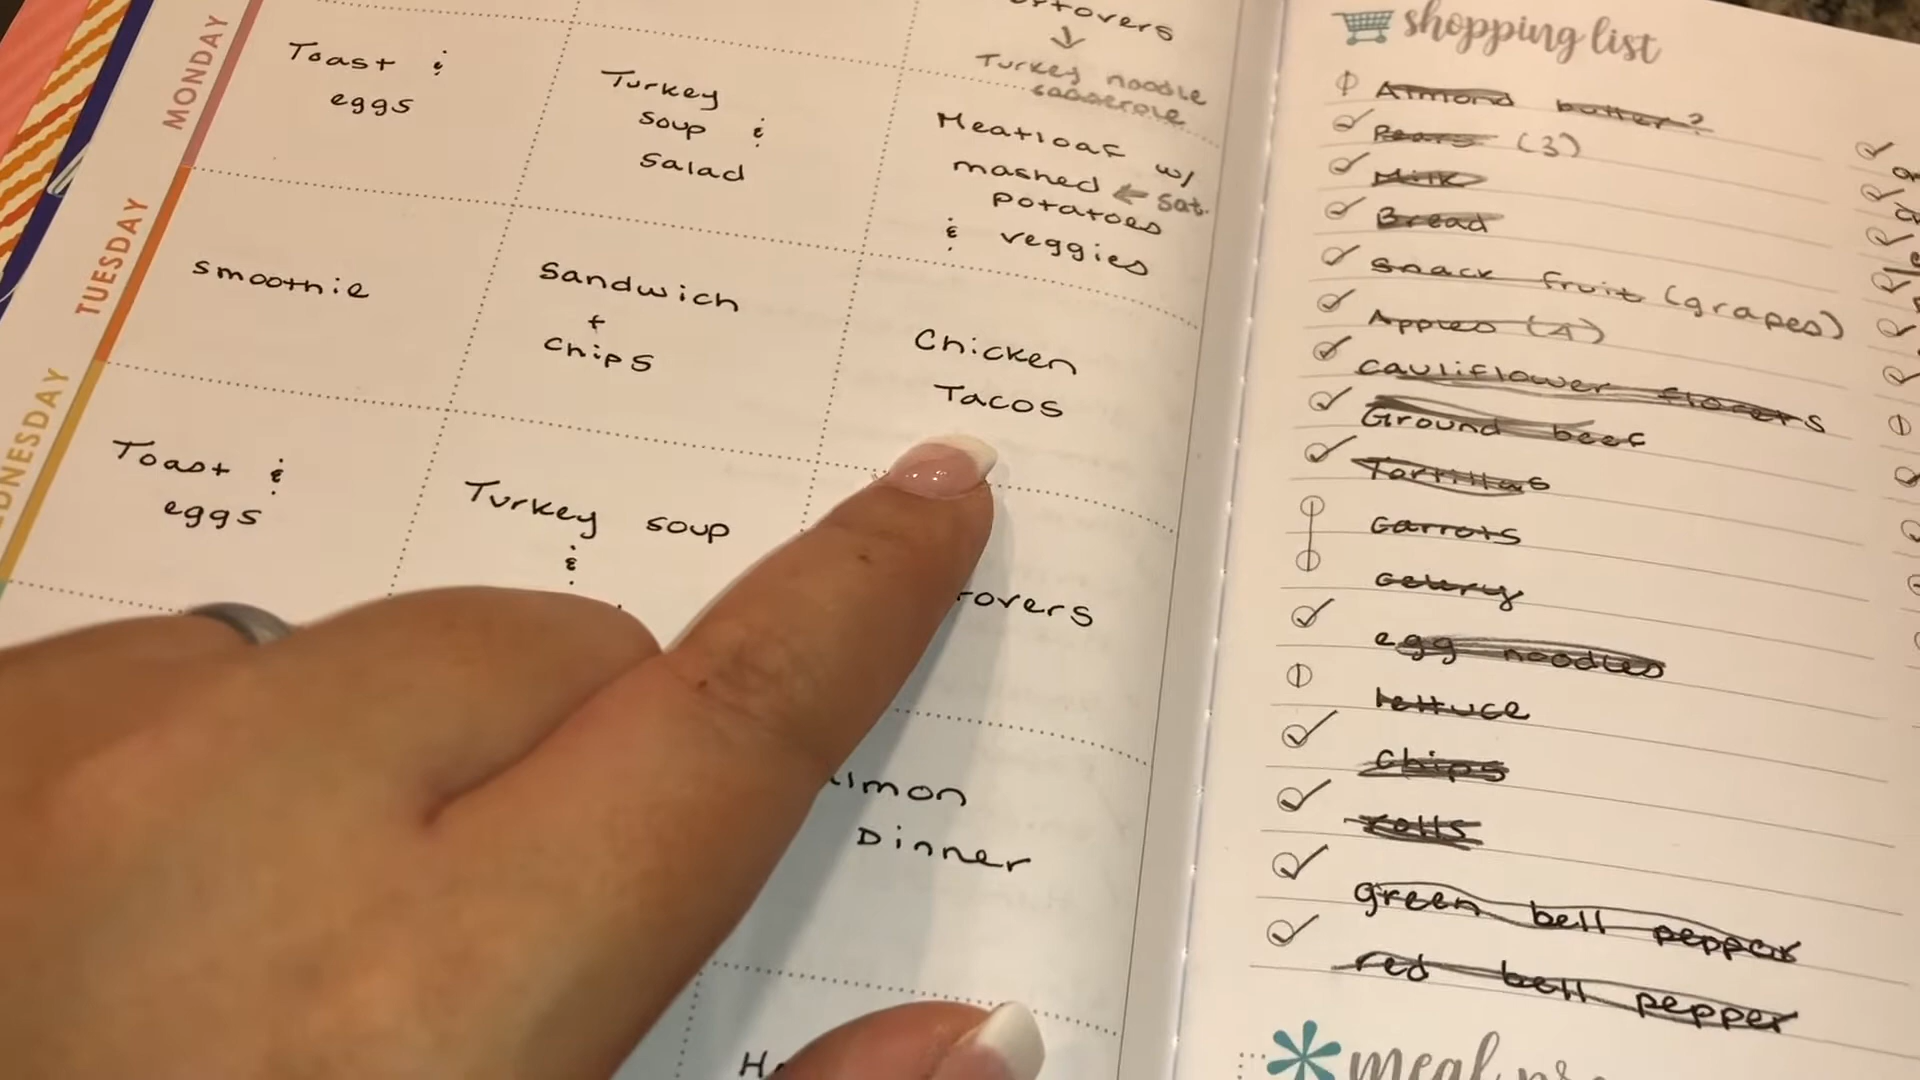 MONDAY
Toast &
eggs
Turkey
soup &
salad
Turkey noodle
casserole
Meatloaf w/
mashed ← sat.
potatoes
& veggies
TUESDAY
smoothie
Sandwich
+
chips
Chicken
Tacos
Toast &
eggs
Turkey soup
&
Dinner
shopping list
Almond butter?
Pears (3)
Milk
Bread
snack fruit (grapes)
Apples (4)
cauliflower florets
Ground beef
Tortillas
carrots
celery
egg noodles
lettuce
chips
rolls
green bell pepper
red bell pepper
meal